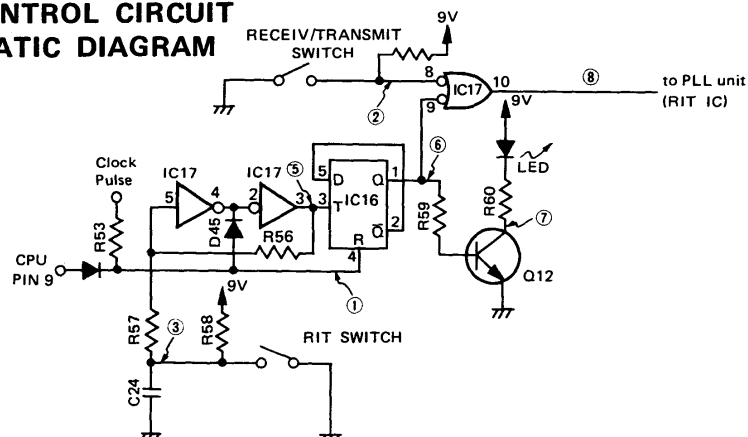 NTROL CIRCUIT
ATIC DIAGRAM
RECEIV/TRANSMIT
SWITCH
9V
8
9
IC17
10
②
⑧
to PLL unit
(RIT IC)
9V
LED
Clock
Pulse
IC17
IC17
5
4
2
3
⑤
3
5
D
Q
1
⑥
T
IC16
Q̅
2
R
4
R53
D45
R56
R59
R60
⑦
Q12
CPU
PIN 9
①
9V
R57
③
R58
RIT SWITCH
C24